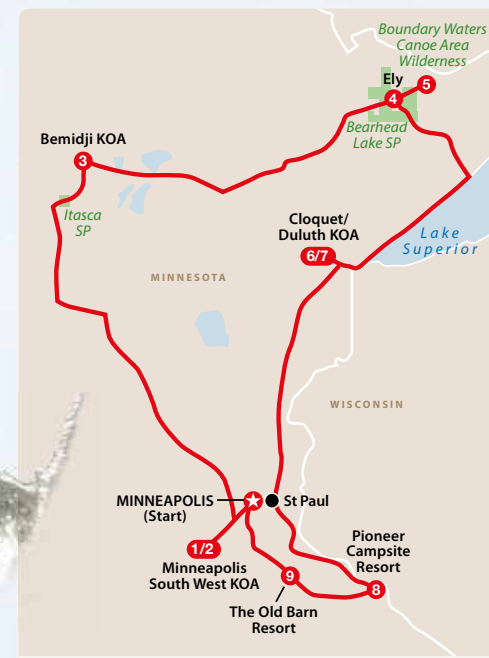 Boundary Waters
Canoe Area
Wilderness
Ely
5
4
Bearhead
Lake SP
Bemidji KOA
3
Itasca
SP
Cloquet/
Duluth KOA
6/7
Lake
Superior
MINNESOTA
WISCONSIN
MINNEAPOLIS
(Start)
St Paul
1/2
Minneapolis
South West KOA
Pioneer
Campsite
Resort
9
8
The Old Barn
Resort